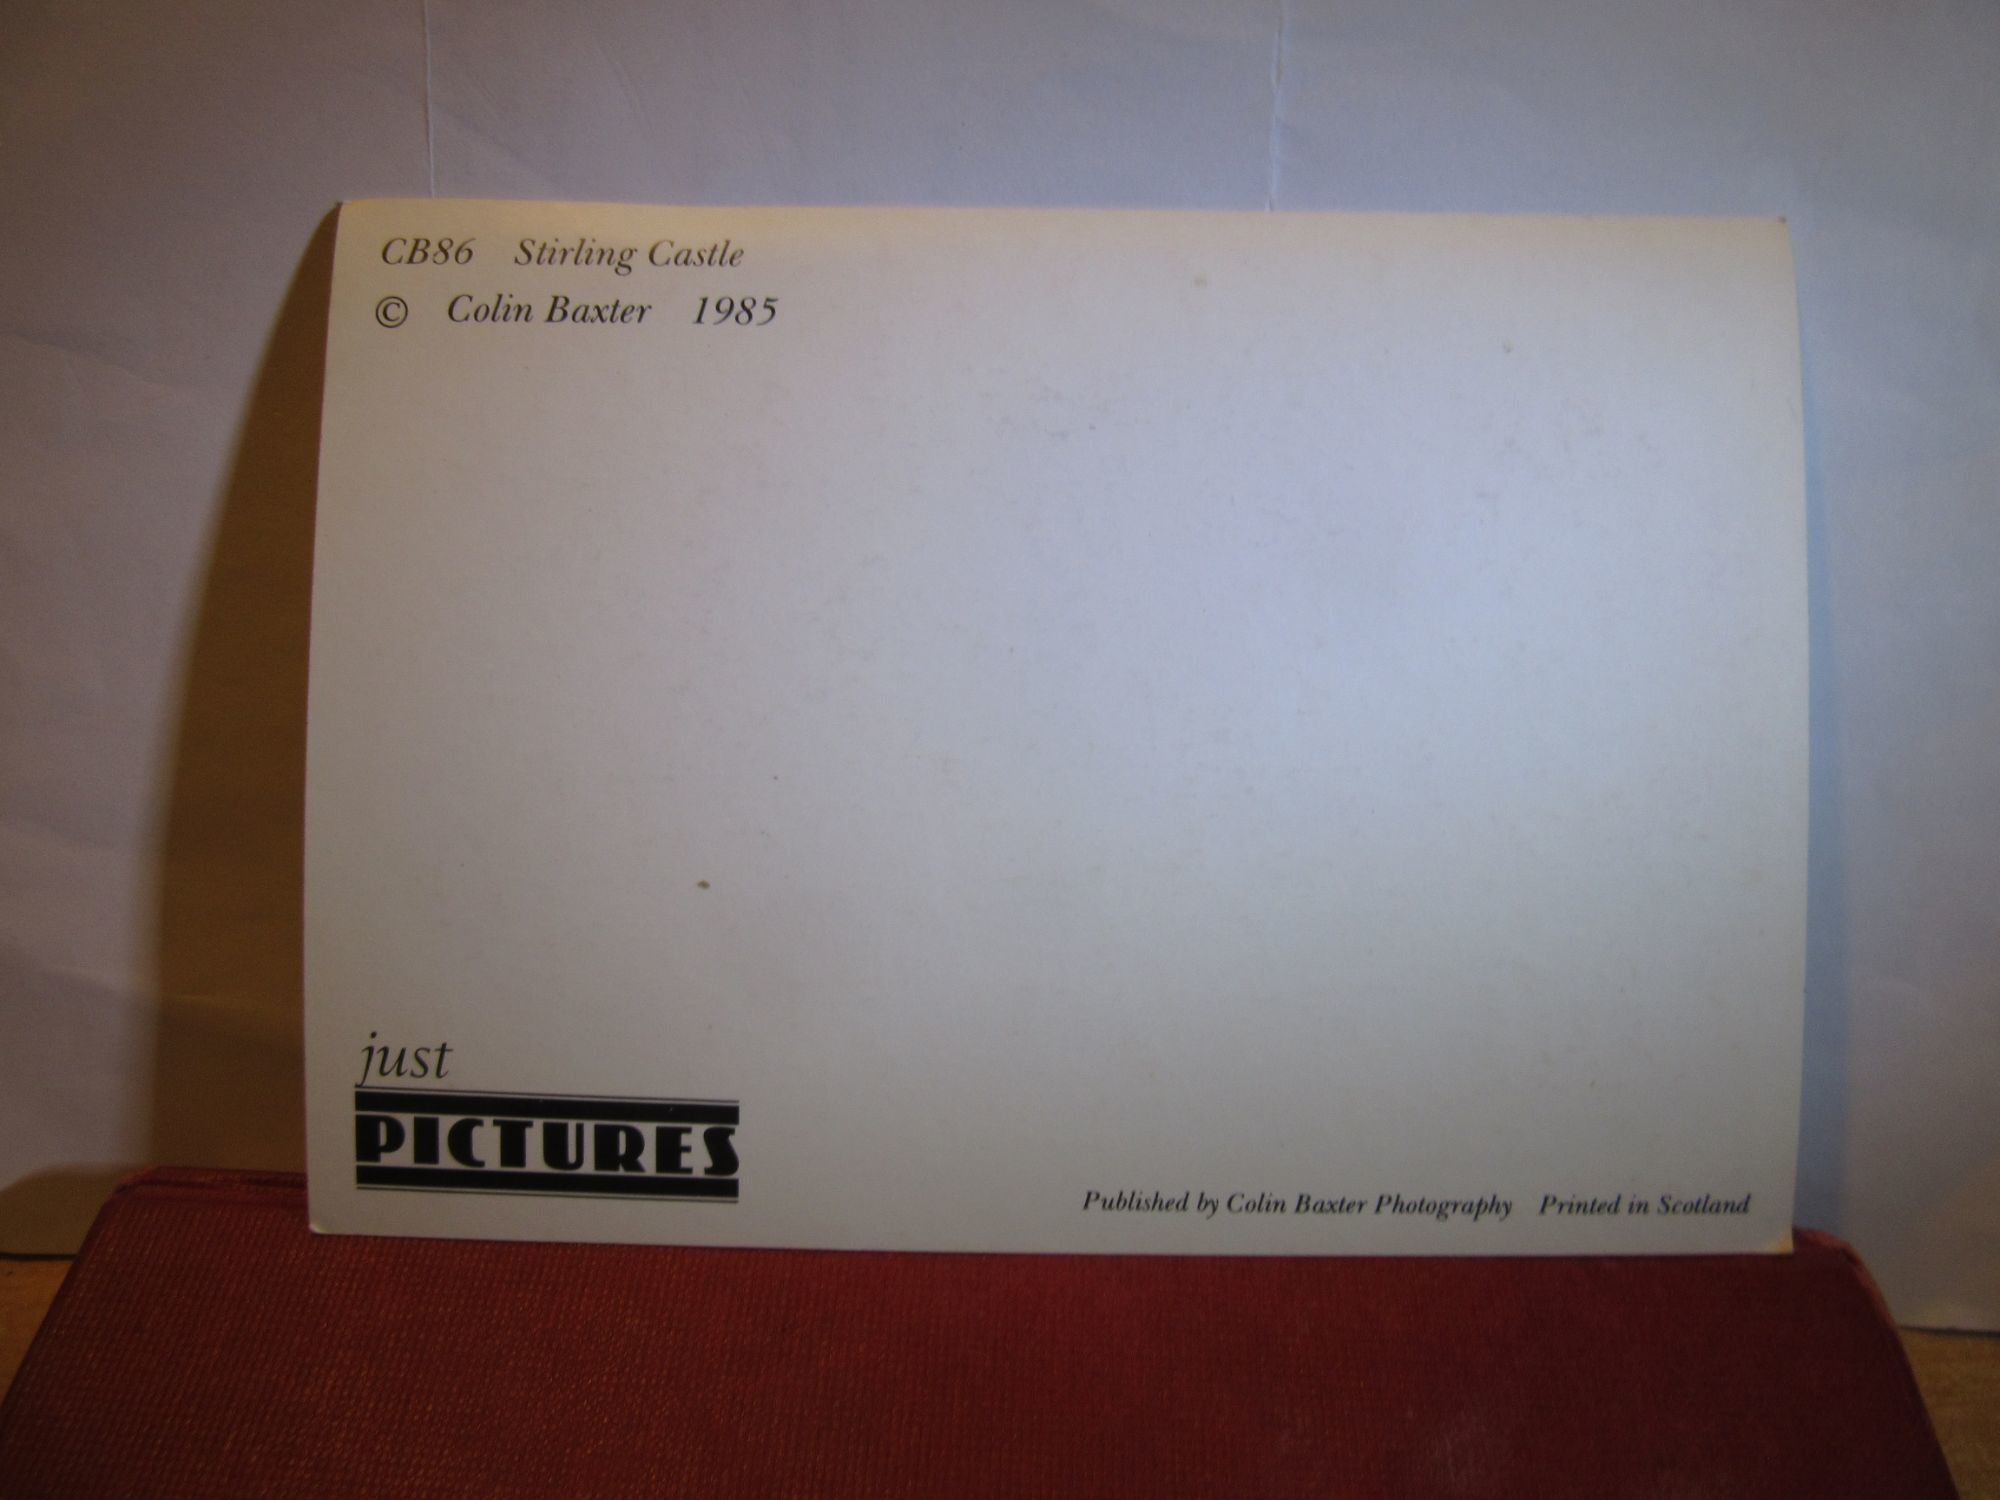 CB86 Stirling Castle
© Colin Baxter 1985
just
PICTURES
Published by Colin Baxter Photography Printed in Scotland